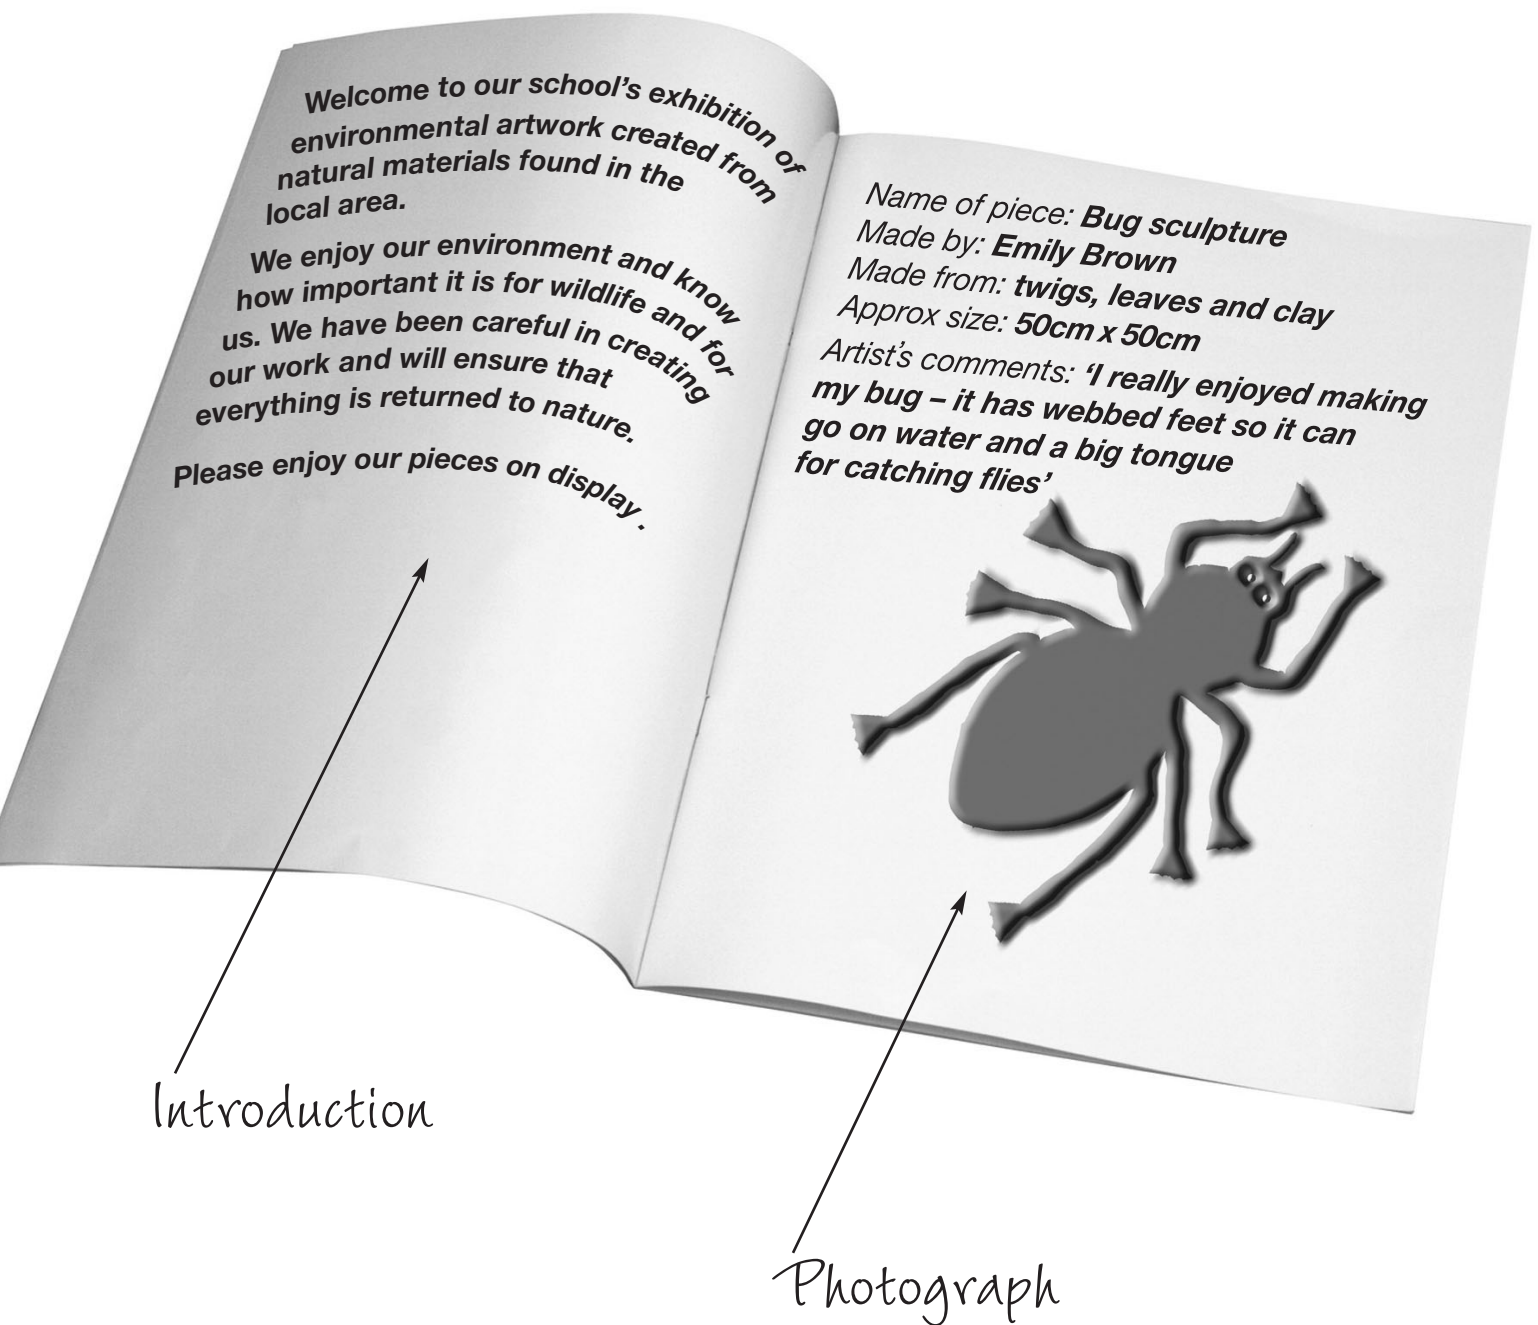 Welcome to our school’s exhibition of
environmental artwork created from
natural materials found in the
local area.
We enjoy our environment and know
how important it is for wildlife and for
us. We have been careful in creating
our work and will ensure that
everything is returned to nature.
Please enjoy our pieces on display.
Name of piece: Bug sculpture
Made by: Emily Brown
Made from: twigs, leaves and clay
Approx size: 50cm x 50cm
Artist’s comments: ‘I really enjoyed making
my bug – it has webbed feet so it can
go on water and a big tongue
for catching flies’
Introduction
Photograph